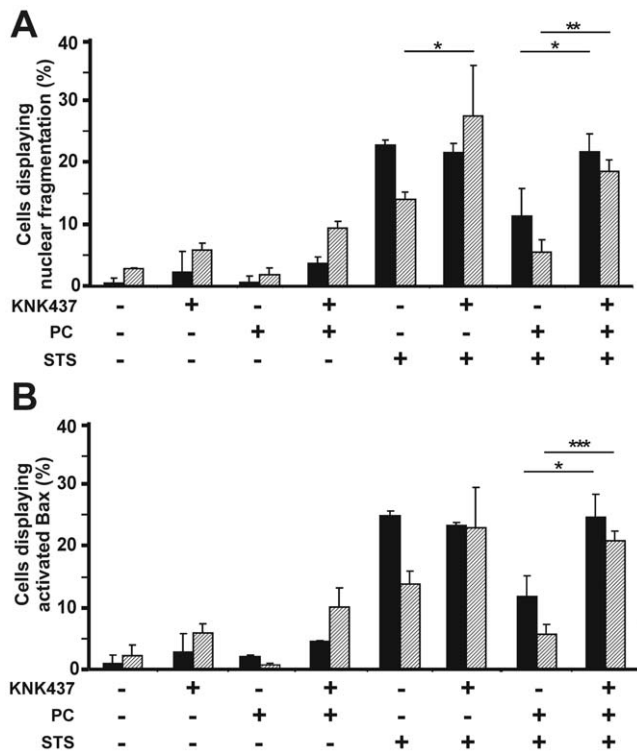 A
Cells displaying
nuclear fragmentation (%)
40
30
20
10
0
* * **
KNK437 - + - + - + - +
PC - - + + - - + +
STS - - - - + + + +
B
Cells displaying
activated Bax (%)
40
30
20
10
0
* ***
KNK437 - + - + - + - +
PC - - + + - - + +
STS - - - - + + + +